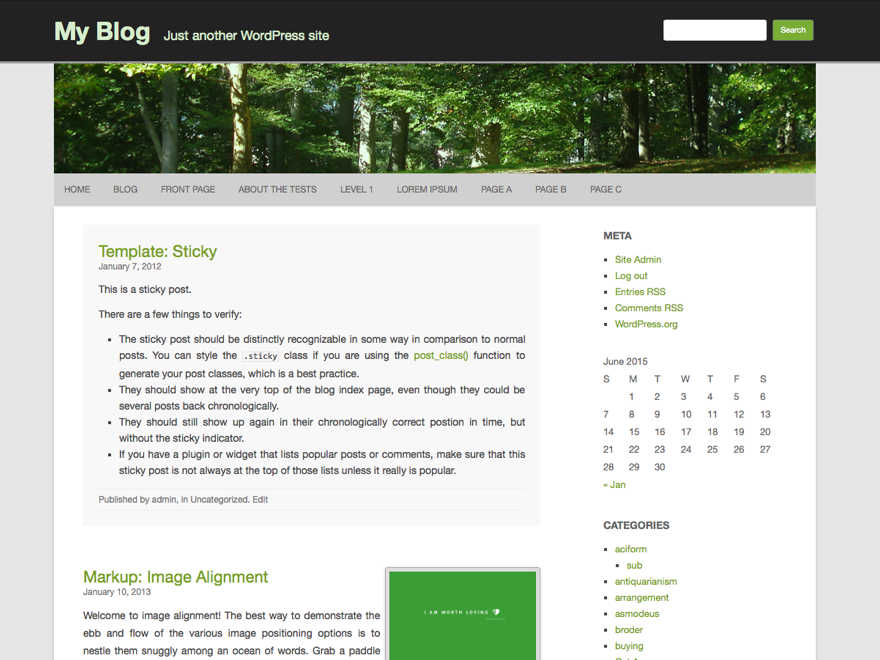 My Blog Just another WordPress site
Search
HOME BLOG FRONT PAGE ABOUT THE TESTS LEVEL 1 LOREM IPSUM PAGE A PAGE B PAGE C
Template: Sticky
January 7, 2012
This is a sticky post.
There are a few things to verify:
The sticky post should be distinctly recognizable in some way in comparison to normal
posts. You can style the .sticky class if you are using the post_class() function to
generate your post classes, which is a best practice.
They should show at the very top of the blog index page, even though they could be
several posts back chronologically.
They should still show up again in their chronologically correct postion in time, but
without the sticky indicator.
If you have a plugin or widget that lists popular posts or comments, make sure that this
sticky post is not always at the top of those lists unless it really is popular.
Published by admin, in Uncategorized. Edit
Markup: Image Alignment
January 10, 2013
Welcome to image alignment! The best way to demonstrate the
ebb and flow of the various image positioning options is to
nestle them snuggly among an ocean of words. Grab a paddle
I AM WORTH LOVING
META
Site Admin
Log out
Entries RSS
Comments RSS
WordPress.org
June 2015
S M T W T F S
1 2 3 4 5 6
7 8 9 10 11 12 13
14 15 16 17 18 19 20
21 22 23 24 25 26 27
28 29 30
« Jan
CATEGORIES
aciform
sub
antiquarianism
arrangement
asmodeus
broder
buying